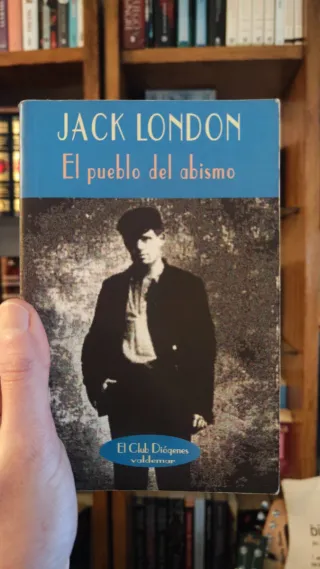 JACK LONDON
El pueblo del abismo
El Club Diógenes
valdemar